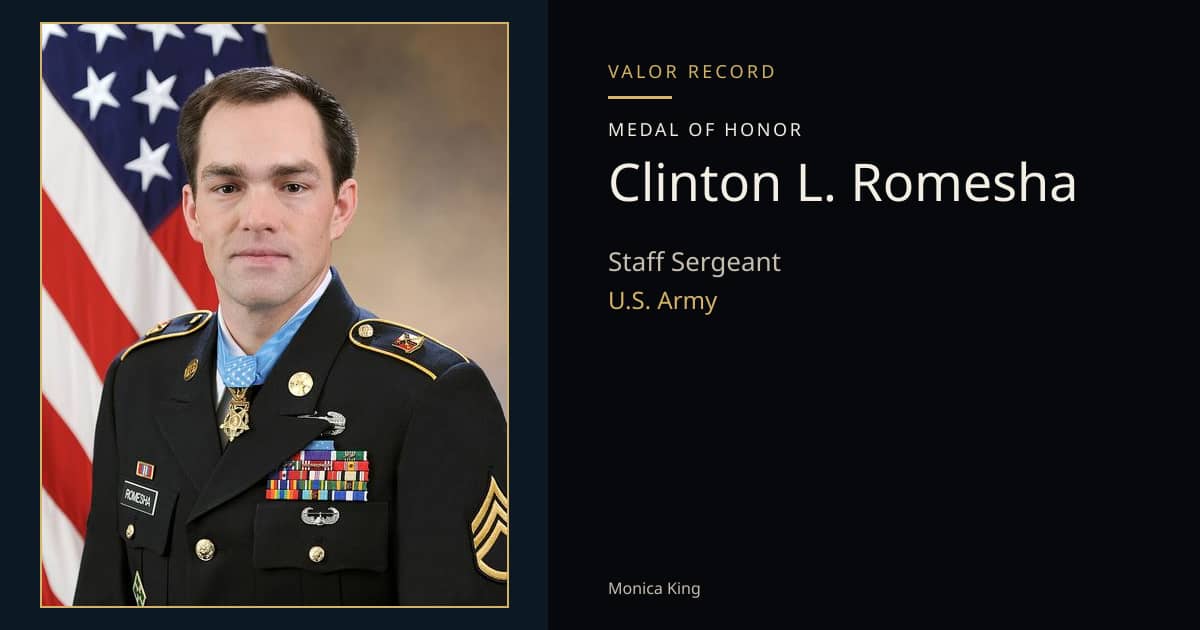 VALOR RECORD
MEDAL OF HONOR
Clinton L. Romesha
Staff Sergeant
U.S. Army
ROMESHA
Monica King